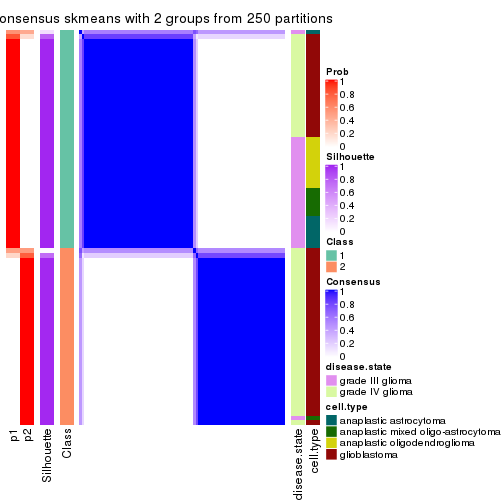 onsensus skmeans with 2 groups from 250 partitions
Prob
1
0.8
0.6
0.4
0.2
0
Silhouette
1
0.8
0.6
0.4
0.2
0
Class
1
2
Consensus
1
0.8
0.6
0.4
0.2
0
disease.state
grade III glioma
grade IV glioma
cell.type
anaplastic astrocytoma
anaplastic mixed oligo-astrocytoma
anaplastic oligodendroglioma
glioblastoma
p1
p2
Silhouette
Class
disease.state
cell.type